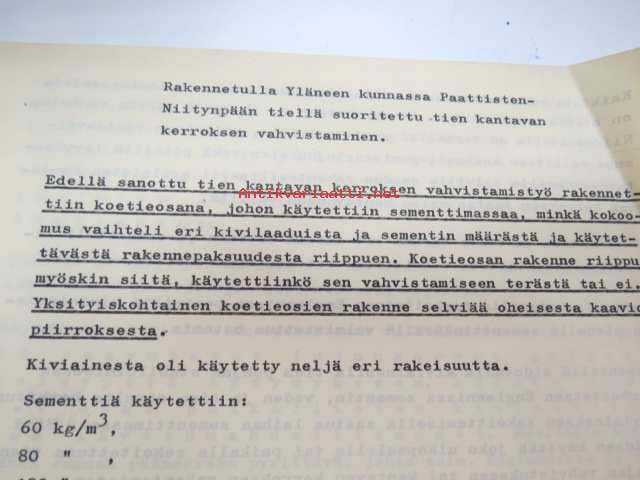 Rakennetulla Yläneen kunnassa Paattisten-
Niitynpään tiellä suoritettu tien kantavan
kerroksen vahvistaminen.
Edellä sanottu tien kantavan kerroksen vahvistamistyö rakennet-
Antikvariaatti.net
tiin koetieosana, johon käytettiin sementtimassaa, minkä kokoo-
mus vaihteli eri kivilaaduista ja sementin määrästä ja käytet-
tävästä rakennepaksuudesta riippuen. Koetieosan rakenne riippu
myöskin siitä, käytettiinkö sen vahvistamiseen terästä tai ei.
Yksityiskohtainen koetieosien rakenne selviää oheisesta kaavio
piirroksesta.
Kiviainesta oli käytetty neljä eri rakeisuutta.
Sementtiä käytettiin:
60 kg/m³,
80 " ,